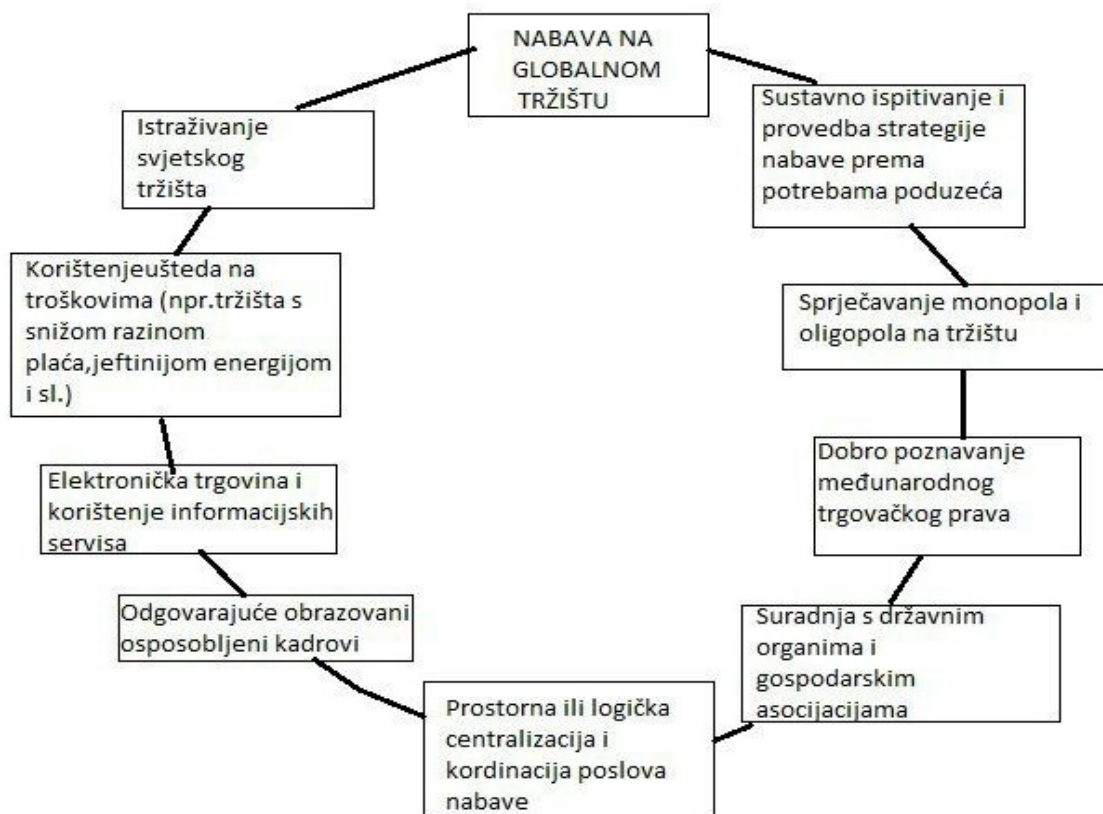 NABAVA NA
GLOBALNOM
TRŽIŠTU
Sustavno ispitivanje i
provedba strategije
nabave prema
potrebama poduzeća
Sprječavanje monopola i
oligopola na tržištu
Dobro poznavanje
međunarodnog
trgovačkog prava
Suradnja s državnim
organima i
gospodarskim
asocijacijama
Prostorna ili logička
centralizacija i
kordinacija poslova
nabave
Odgovarajuće obrazovani
osposobljeni kadrovi
Elektronička trgovina i
korištenje informacijskih
servisa
Korištenjeušteda na
troškovima (npr.tržišta s
snižom razinom
plaća,jeftinijom energijom
i sl.)
Istraživanje
svjetskog
tržišta